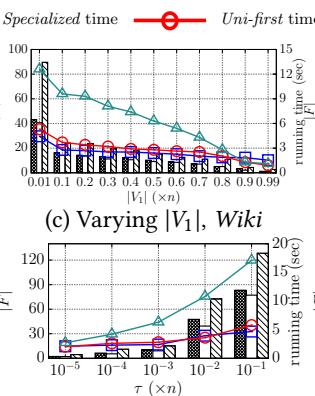 Specialized time Uni-first time
100
80
60
40
20
0
15
12
9
6
3
0
running time (sec)
|F|
0.01 0.1 0.2 0.3 0.4 0.5 0.6 0.7 0.8 0.9 0.99
|V₁| (×n)
(c) Varying |V₁|, Wiki
|F|
120
90
60
30
0
20
15
10
5
0
running time (sec)
10⁻⁵ 10⁻⁴ 10⁻³ 10⁻² 10⁻¹
τ (×n)